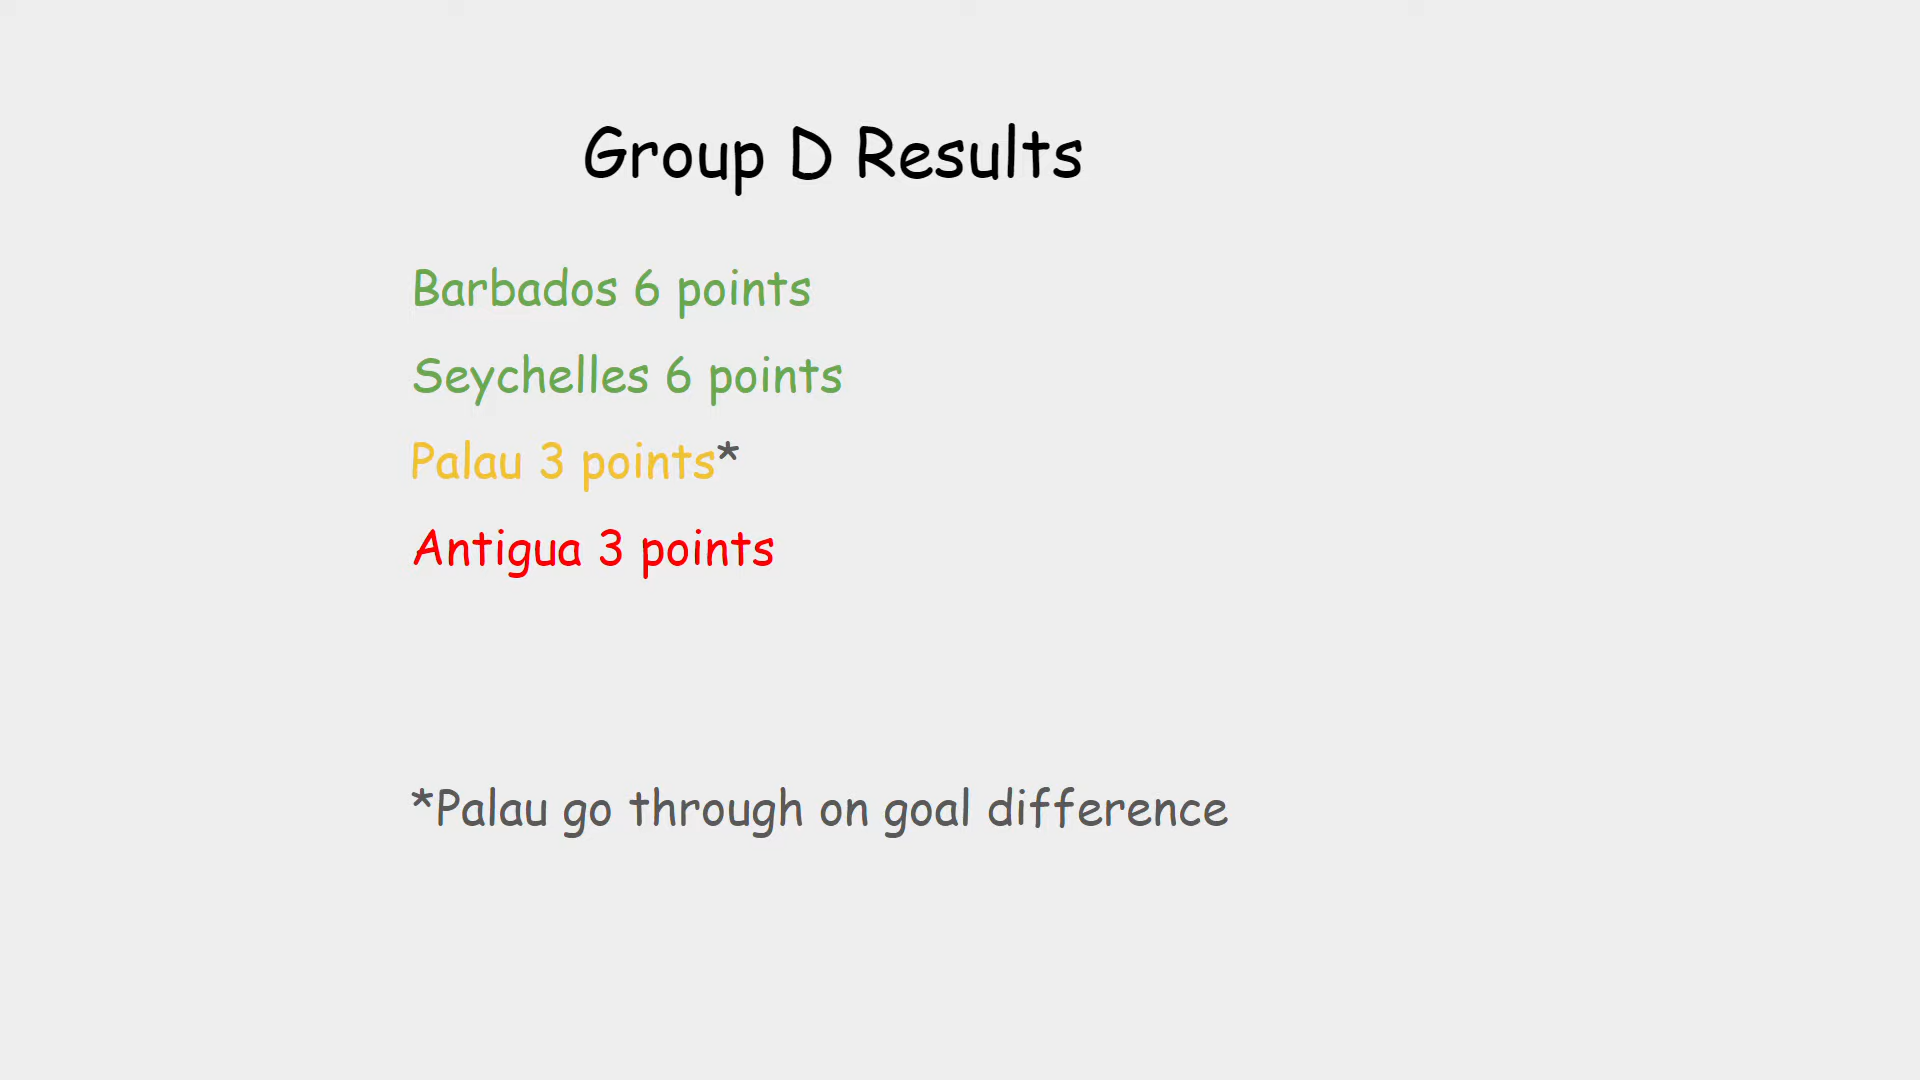 Group D Results
Barbados 6 points
Seychelles 6 points
Palau 3 points*
Antigua 3 points
*Palau go through on goal difference